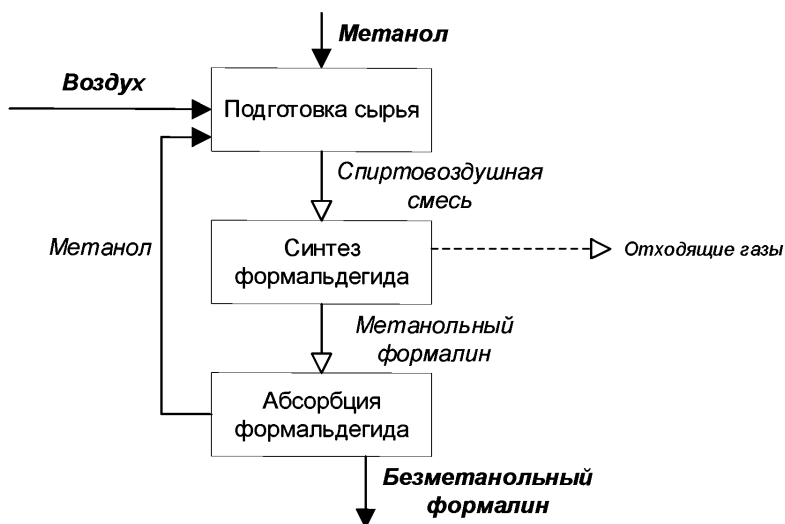 Метанол
Воздух
Подготовка сырья
Спиртовоздушная
смесь
Метанол
Синтез
формальдегида
Отходящие газы
Метанольный
формалин
Абсорбция
формальдегида
Безметанольный
формалин